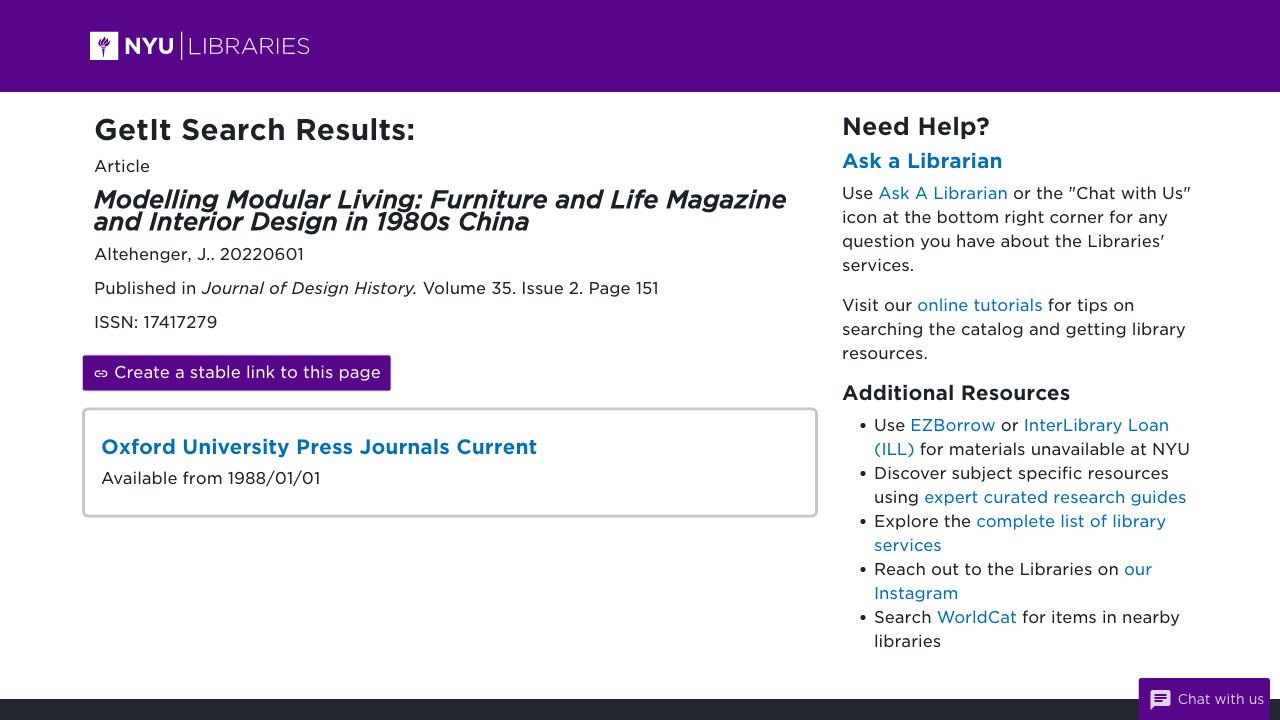 NYU LIBRARIES
GetIt Search Results:
Article
Modelling Modular Living: Furniture and Life Magazine
and Interior Design in 1980s China
Altehenger, J.. 20220601
Published in Journal of Design History. Volume 35. Issue 2. Page 151
ISSN: 17417279
Create a stable link to this page
Oxford University Press Journals Current
Available from 1988/01/01
Need Help?
Ask a Librarian
Use Ask A Librarian or the "Chat with Us"
icon at the bottom right corner for any
question you have about the Libraries'
services.
Visit our online tutorials for tips on
searching the catalog and getting library
resources.
Additional Resources
• Use EZBorrow or InterLibrary Loan
(ILL) for materials unavailable at NYU
• Discover subject specific resources
using expert curated research guides
• Explore the complete list of library
services
• Reach out to the Libraries on our
Instagram
• Search WorldCat for items in nearby
libraries
Chat with us